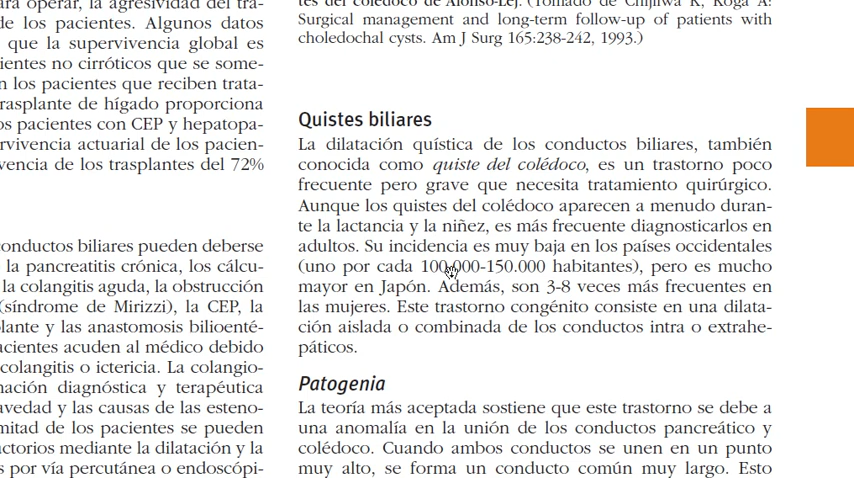 ara operar, la agresividad del tra-
de los pacientes. Algunos datos
que la supervivencia global es
ientes no cirróticos que se some-
n los pacientes que reciben trata-
rasplante de hígado proporciona
os pacientes con CEP y hepatopa-
rvivencia actuarial de los pacien-
vencia de los trasplantes del 72%
conductos biliares pueden deberse
la pancreatitis crónica, los cálcu-
la colangitis aguda, la obstrucción
(síndrome de Mirizzi), la CEP, la
plante y las anastomosis bilioenté-
acientes acuden al médico debido
colangitis o ictericia. La colangio-
nación diagnóstica y terapéutica
avedad y las causas de las esteno-
mitad de los pacientes se pueden
actorios mediante la dilatación y la
s por vía percutánea o endoscópi-
tes del colédoco de Alonso-Lej. (Tomado de Chijiiwa K, Koga A:
Surgical management and long-term follow-up of patients with
choledochal cysts. Am J Surg 165:238-242, 1993.)
Quistes biliares
La dilatación quística de los conductos biliares, también
conocida como quiste del colédoco, es un trastorno poco
frecuente pero grave que necesita tratamiento quirúrgico.
Aunque los quistes del colédoco aparecen a menudo duran-
te la lactancia y la niñez, es más frecuente diagnosticarlos en
adultos. Su incidencia es muy baja en los países occidentales
(uno por cada 100.000-150.000 habitantes), pero es mucho
mayor en Japón. Además, son 3-8 veces más frecuentes en
las mujeres. Este trastorno congénito consiste en una dilata-
ción aislada o combinada de los conductos intra o extrahe-
páticos.
Patogenia
La teoría más aceptada sostiene que este trastorno se debe a
una anomalía en la unión de los conductos pancreático y
colédoco. Cuando ambos conductos se unen en un punto
muy alto, se forma un conducto común muy largo. Esto